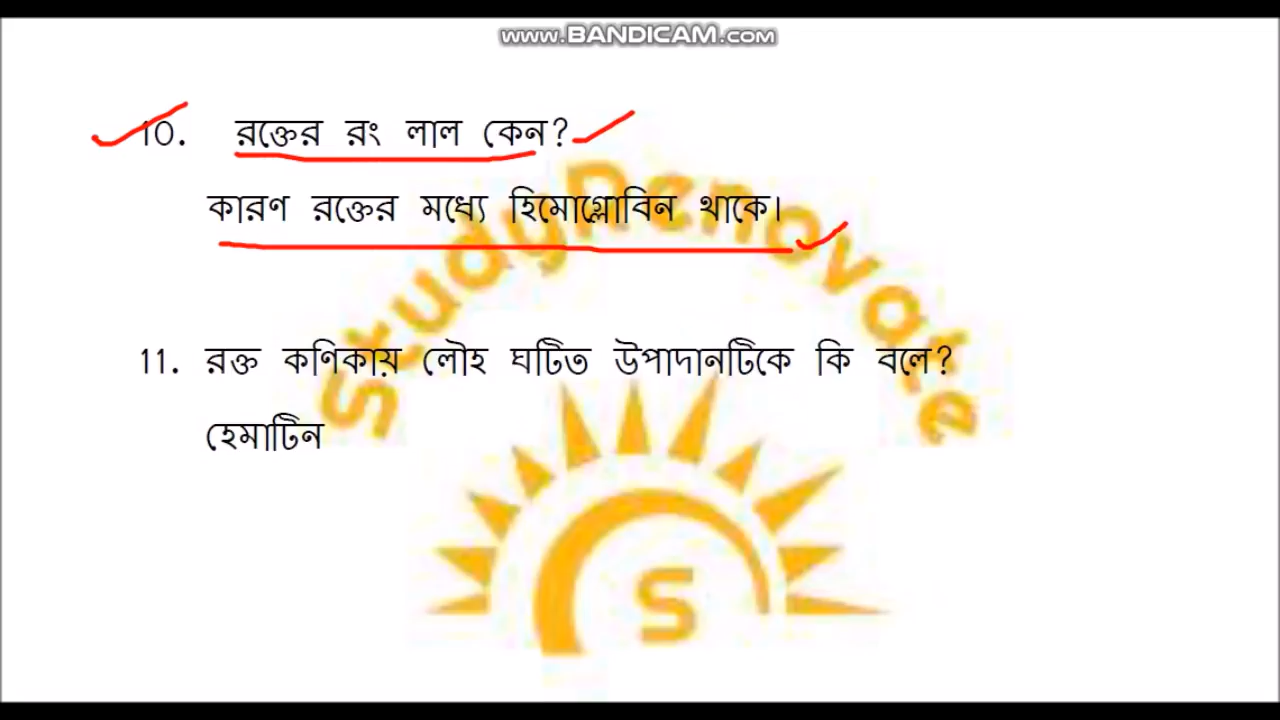 www.BANDICAM.com
10. রক্তের রং লাল কেন?
কারণ রক্তের মধ্যে হিমোগ্লোবিন থাকে।
StudyRenovate
11. রক্ত কণিকায় লৌহ ঘটিত উপাদানটিকে কি বলে?
হেমাটিন
S